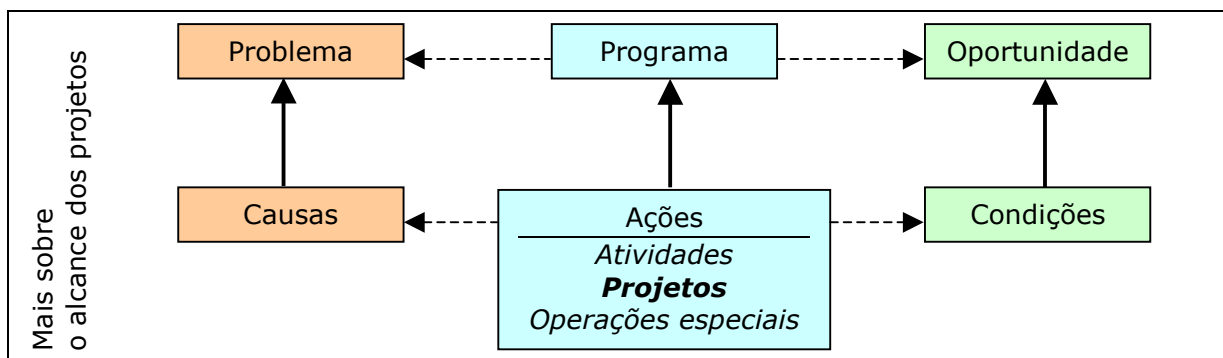 Mais sobre
o alcance dos projetos
Problema
Programa
Oportunidade
Causas
Ações
Atividades
Projetos
Operações especiais
Condições